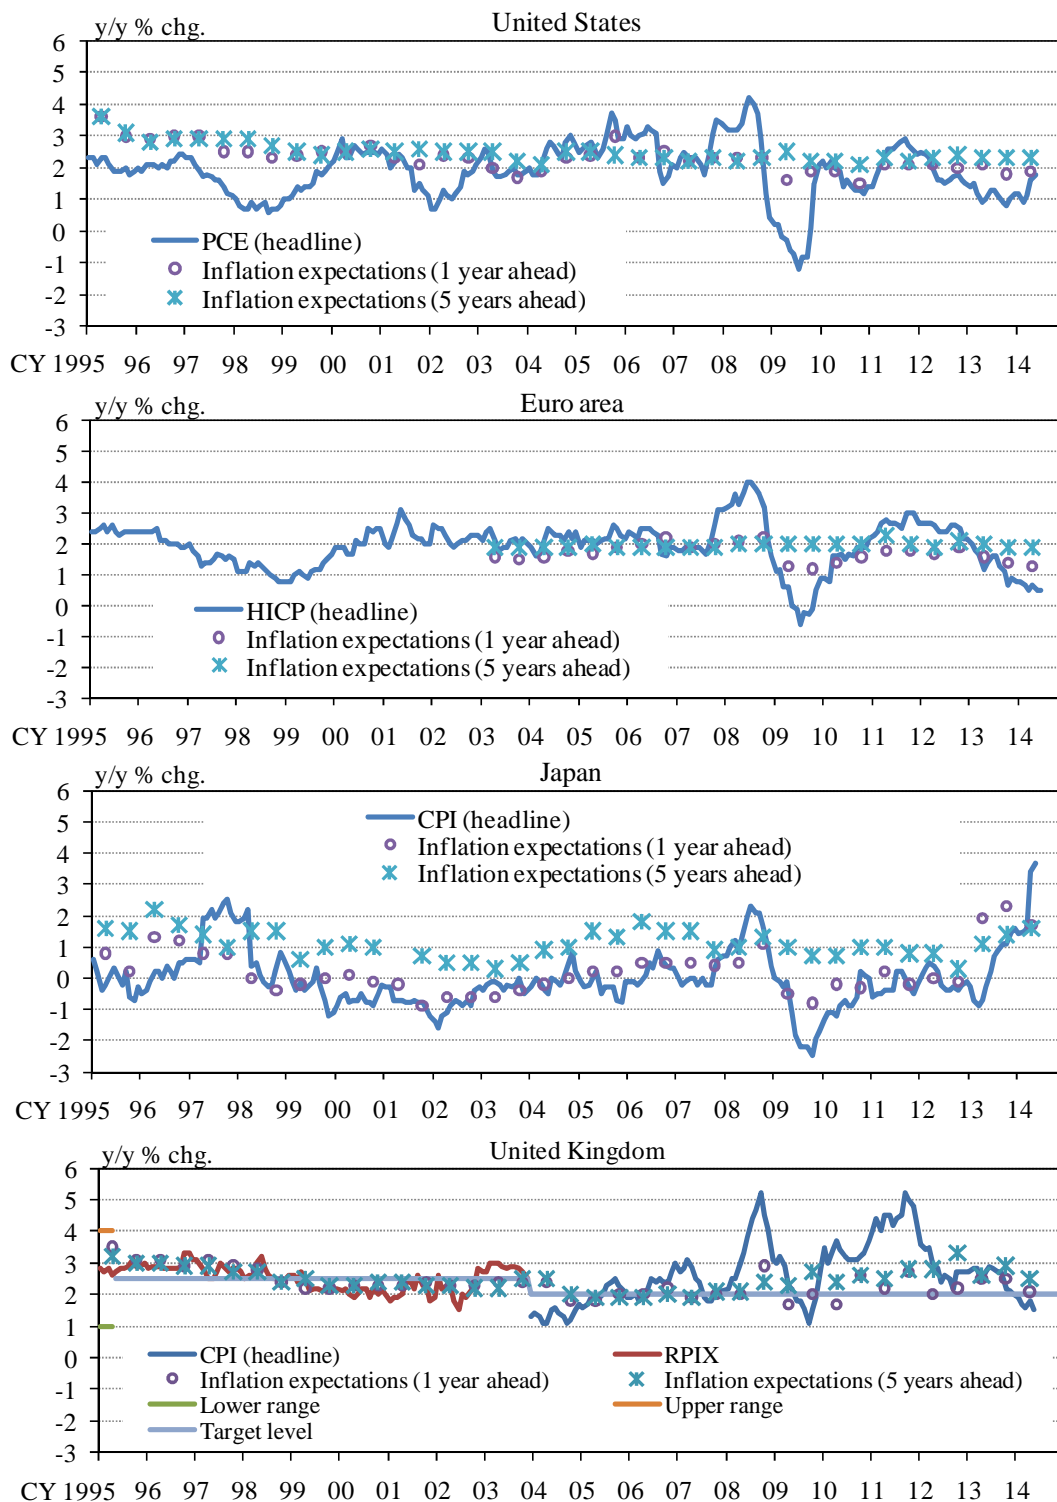 United States
y/y % chg.
6
5
4
3
2
1
0
-1
-2
-3
PCE (headline)
Inflation expectations (1 year ahead)
Inflation expectations (5 years ahead)
CY 1995 96 97 98 99 00 01 02 03 04 05 06 07 08 09 10 11 12 13 14
Euro area
y/y % chg.
6
5
4
3
2
1
0
-1
-2
-3
HICP (headline)
Inflation expectations (1 year ahead)
Inflation expectations (5 years ahead)
CY 1995 96 97 98 99 00 01 02 03 04 05 06 07 08 09 10 11 12 13 14
Japan
y/y % chg.
6
5
4
3
2
1
0
-1
-2
-3
CPI (headline)
Inflation expectations (1 year ahead)
Inflation expectations (5 years ahead)
CY 1995 96 97 98 99 00 01 02 03 04 05 06 07 08 09 10 11 12 13 14
United Kingdom
y/y % chg.
6
5
4
3
2
1
0
-1
-2
-3
CPI (headline) RPIX
Inflation expectations (1 year ahead) Inflation expectations (5 years ahead)
Lower range Upper range
Target level
CY 1995 96 97 98 99 00 01 02 03 04 05 06 07 08 09 10 11 12 13 14